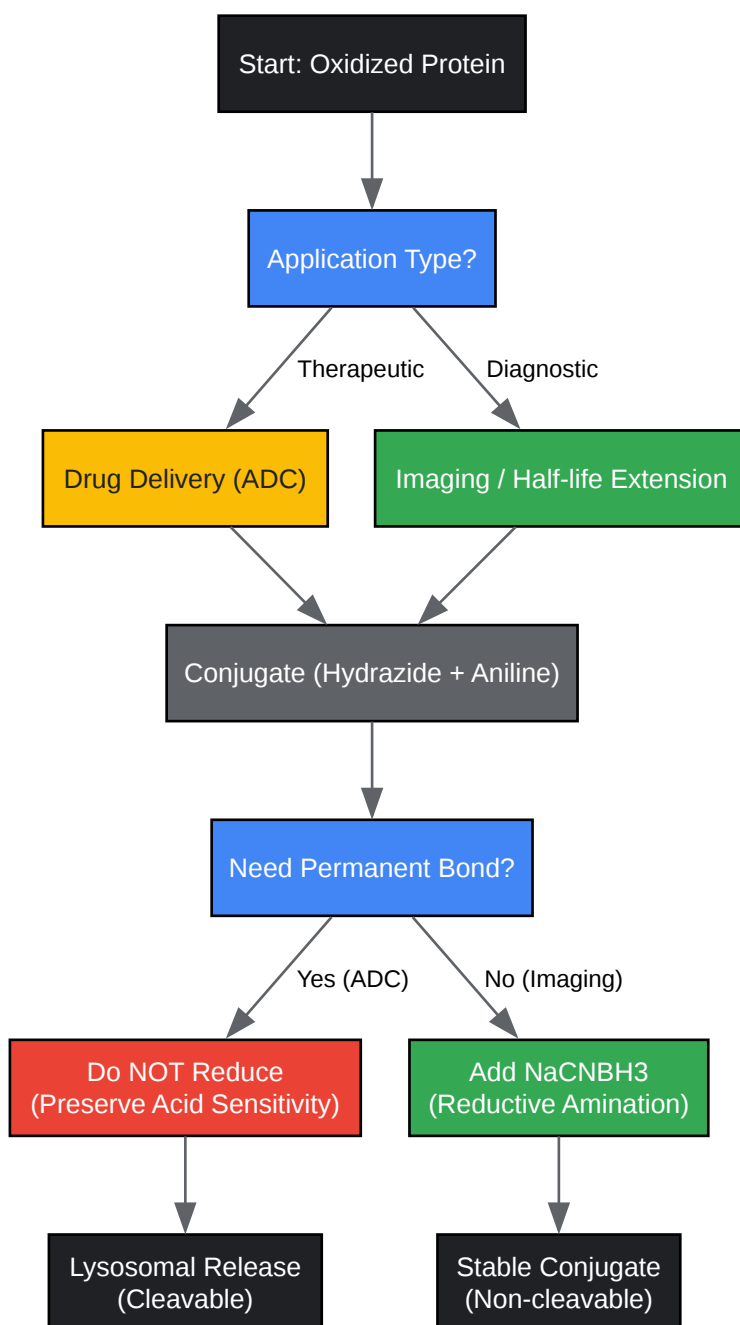 Start: Oxidized Protein
Application Type?
Therapeutic
Diagnostic
Drug Delivery (ADC)
Imaging / Half-life Extension
Conjugate (Hydrazide + Aniline)
Need Permanent Bond?
Yes (ADC)
No (Imaging)
Do NOT Reduce
(Preserve Acid Sensitivity)
Add NaCNBH3
(Reductive Amination)
Lysosomal Release
(Cleavable)
Stable Conjugate
(Non-cleavable)